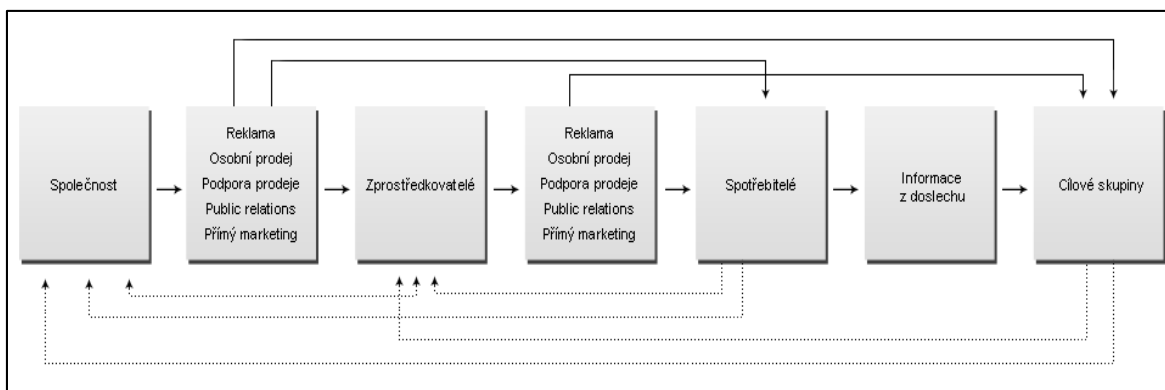 Společnost
Reklama
Osobní prodej
Podpora prodeje
Public relations
Přímý marketing
Zprostředkovatelé
Reklama
Osobní prodej
Podpora prodeje
Public relations
Přímý marketing
Spotřebitelé
Informace
z doslechu
Cílové skupiny